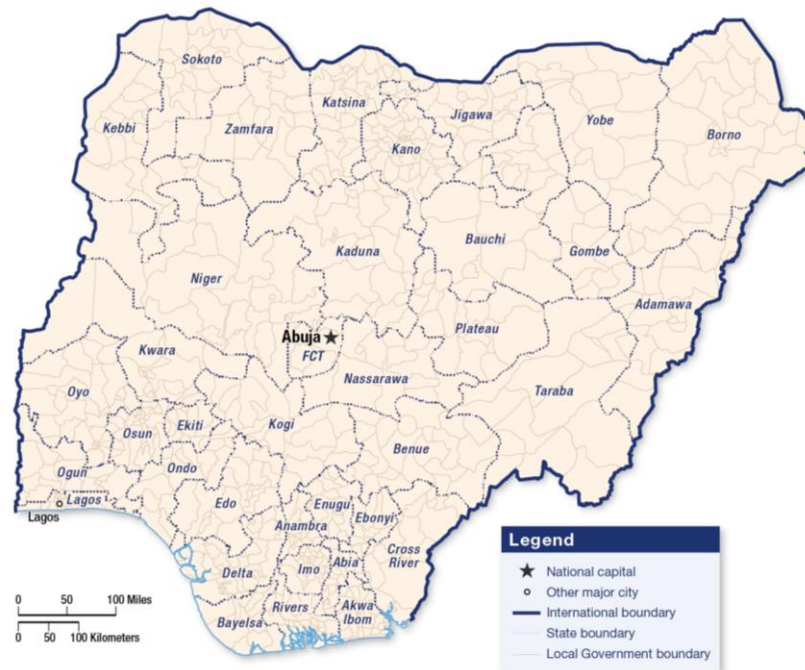 Sokoto
Katsina
Jigawa
Yobe
Borno
Kebbi
Zamfara
Kano
Bauchi
Gombe
Kaduna
Niger
Adamawa
Plateau
Abuja
FCT
Kwara
Nassarawa
Taraba
Oyo
Kogi
Osun
Ekiti
Benue
Ogun
Ondo
Edo
Enugu
Ebonyi
Lagos
Lagos
Anambra
Cross
River
Imo
Abia
Delta
Rivers
Akwa
Ibom
Bayelsa
0 50 100 Miles
0 50 100 Kilometers
Legend
National capital
Other major city
International boundary
State boundary
Local Government boundary